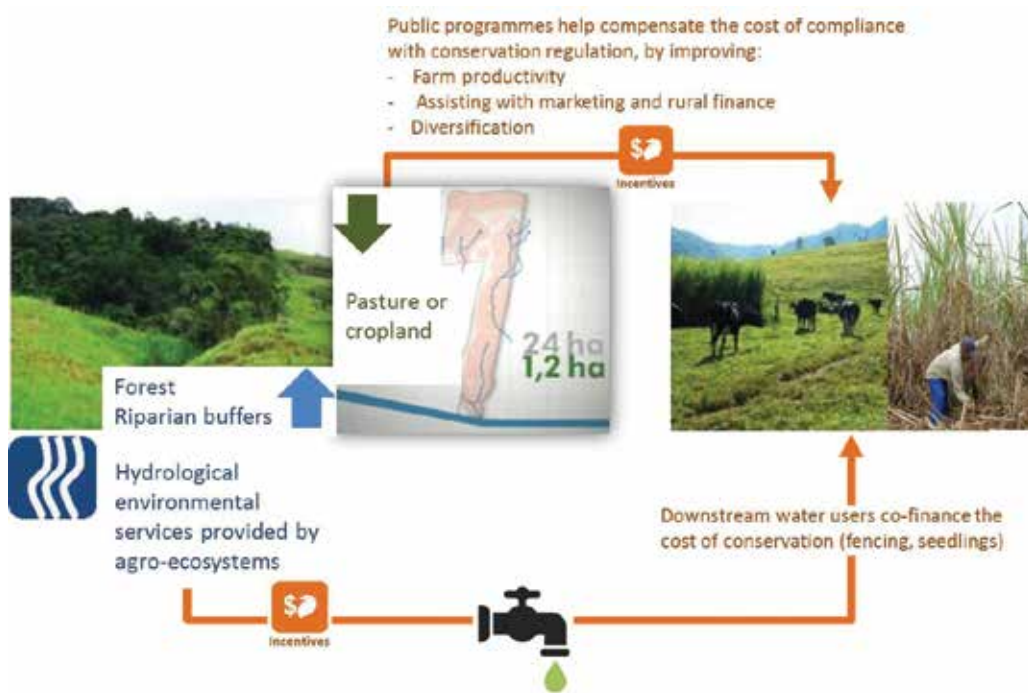 Public programmes help compensate the cost of compliance
with conservation regulation, by improving:
- Farm productivity
- Assisting with marketing and rural finance
- Diversification
$
Incentives
Pasture or
cropland
24 ha
1,2 ha
Forest
Riparian buffers
Hydrological
environmental
services provided by
agro-ecosystems
Downstream water users co-finance the
cost of conservation (fencing, seedlings)
$
Incentives